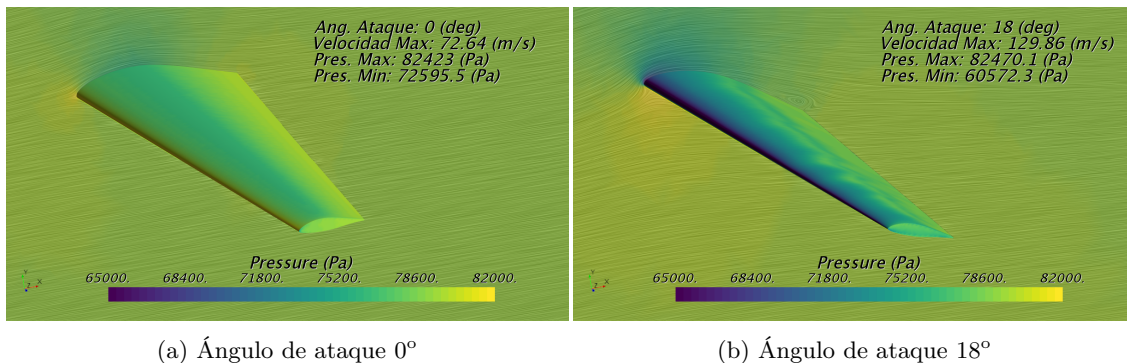 Ang. Ataque: 0 (deg)
Velocidad Max: 72.64 (m/s)
Pres. Max: 82423 (Pa)
Pres. Min: 72595.5 (Pa)
Y
X
Z
Pressure (Pa)
65000. 68400. 71800. 75200. 78600. 82000.
(a) Ángulo de ataque 0º
Ang. Ataque: 18 (deg)
Velocidad Max: 129.86 (m/s)
Pres. Max: 82470.1 (Pa)
Pres. Min: 60572.3 (Pa)
Y
X
Z
Pressure (Pa)
65000. 68400. 71800. 75200. 78600. 82000.
(b) Ángulo de ataque 18º